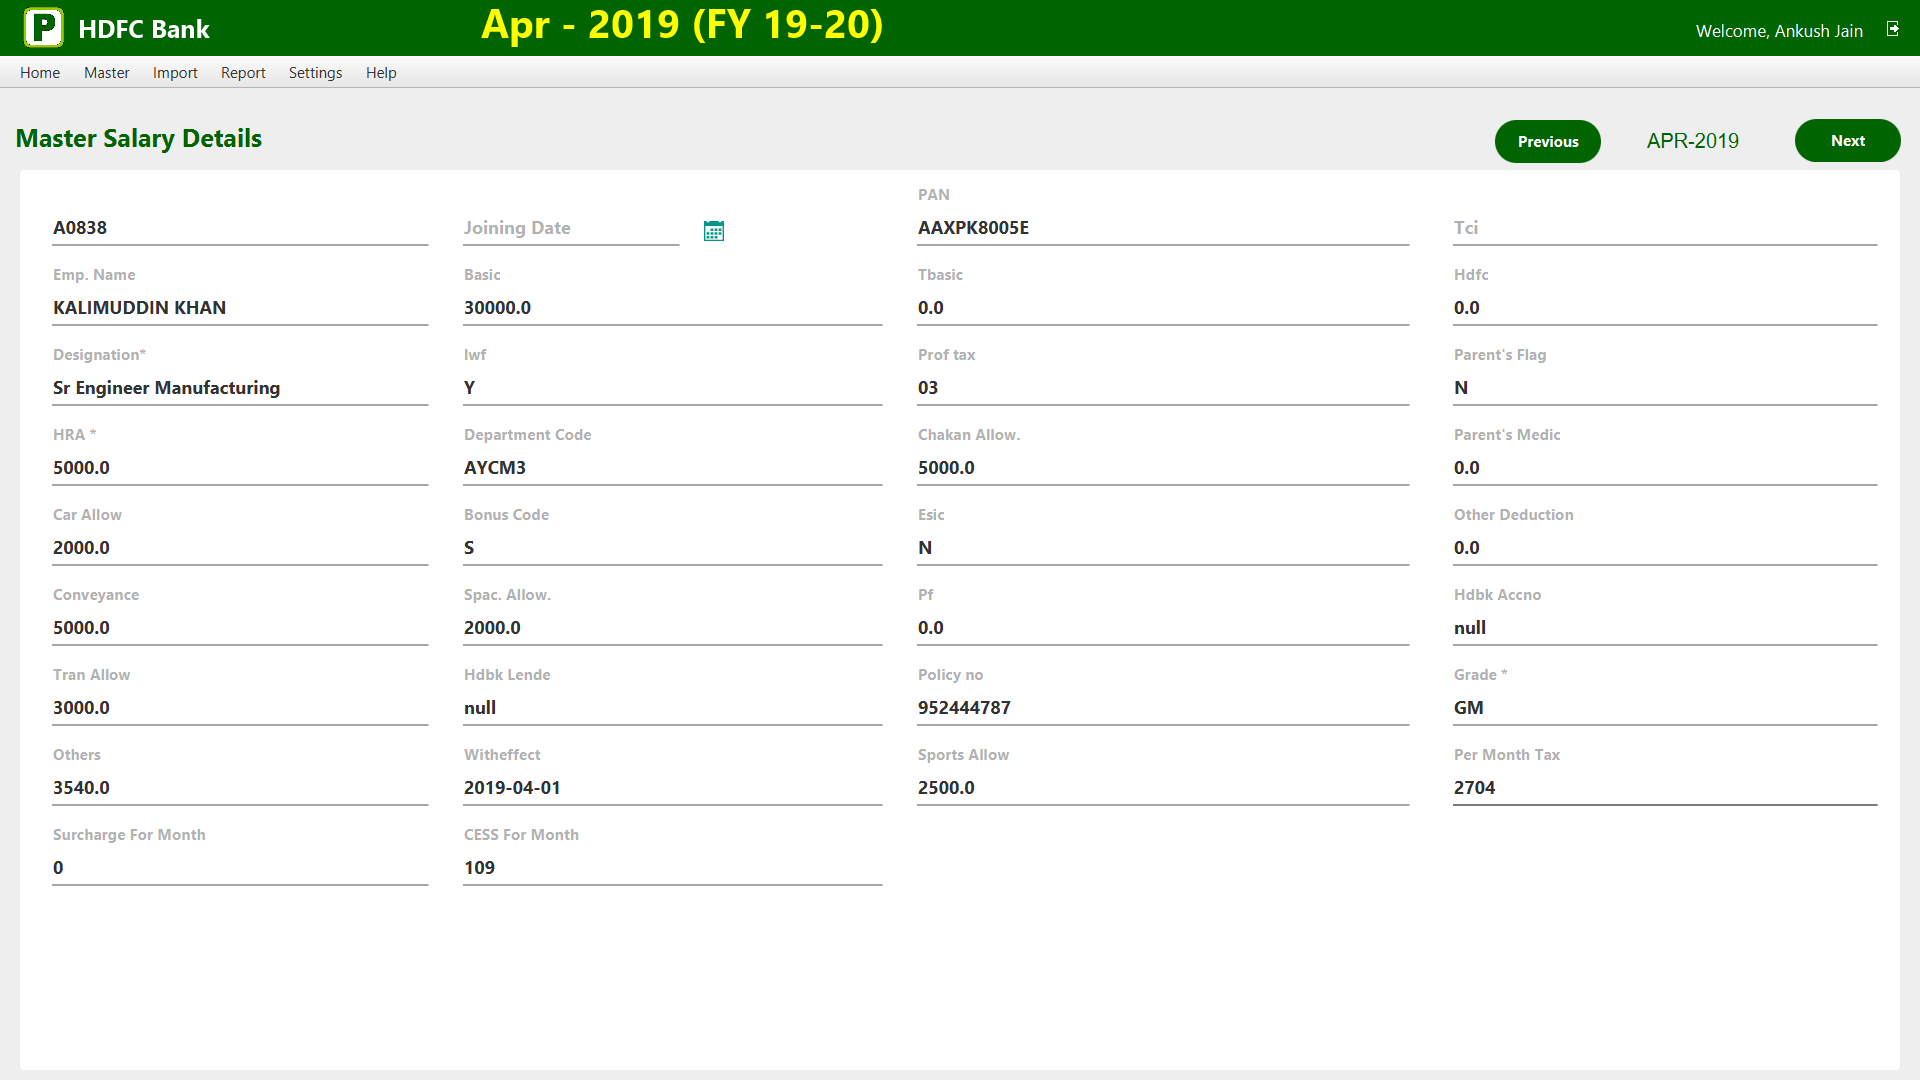 P HDFC Bank
Apr - 2019 (FY 19-20)
Welcome, Ankush Jain
Home Master Import Report Settings Help
Master Salary Details
Previous APR-2019 Next
PAN
A0838 Joining Date AAXPK8005E Tci
Emp. Name Basic Tbasic Hdfc
KALIMUDDIN KHAN 30000.0 0.0 0.0
Designation* lwf Prof tax Parent's Flag
Sr Engineer Manufacturing Y 03 N
HRA * Department Code Chakan Allow. Parent's Medic
5000.0 AYCM3 5000.0 0.0
Car Allow Bonus Code Esic Other Deduction
2000.0 S N 0.0
Conveyance Spac. Allow. Pf Hdbk Accno
5000.0 2000.0 0.0 null
Tran Allow Hdbk Lende Policy no Grade *
3000.0 null 952444787 GM
Others Witheffect Sports Allow Per Month Tax
3540.0 2019-04-01 2500.0 2704
Surcharge For Month CESS For Month
0 109